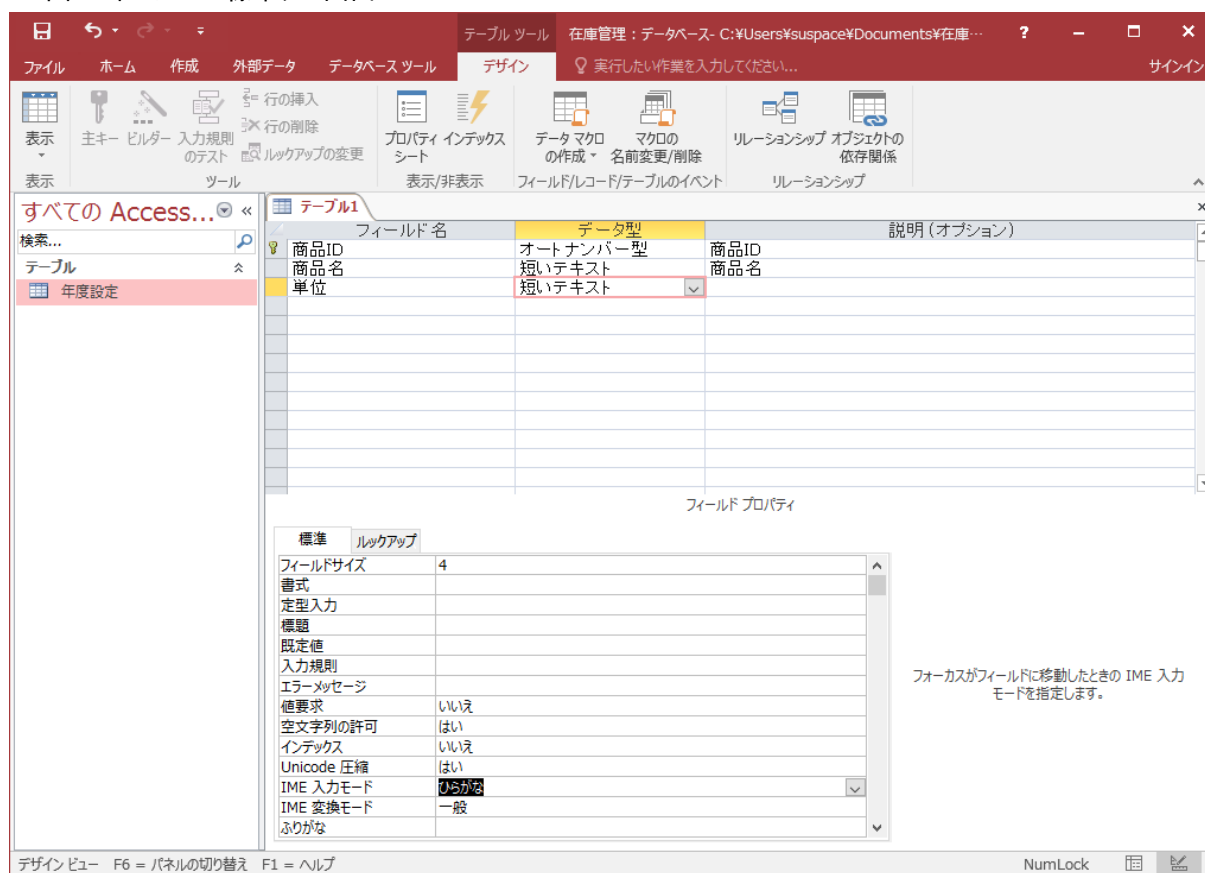 テーブル ツール 在庫管理 : データベース- C:¥Users¥suspace¥Documents¥在庫… ?
ファイル ホーム 作成 外部データ データベース ツール デザイン 実行したい作業を入力してください... サインイン
表示
主キー
ビルダー
入力規則
のテスト
行の挿入
行の削除
ルックアップの変更
プロパティ
シート
インデックス
データ マクロ
の作成
マクロの
名前変更/削除
リレーションシップ
オブジェクトの
依存関係
表示 ツール 表示/非表示 フィールド/レコード/テーブルのイベント リレーションシップ
すべての Access... «
検索...
テーブル
年度設定
テーブル1
フィールド名 データ型 説明(オプション)
商品ID オートナンバー型 商品ID
商品名 短いテキスト 商品名
単位 短いテキスト
フィールド プロパティ
標準 ルックアップ
フィールドサイズ 4
書式
定型入力
標題
既定値
入力規則
エラーメッセージ
値要求 いいえ
空文字列の許可 はい
インデックス いいえ
Unicode 圧縮 はい
IME 入力モード ひらがな
IME 変換モード 一般
ふりがな
フォーカスがフィールドに移動したときの IME 入力
モードを指定します。
デザイン ビュー F6 = パネルの切り替え F1 = ヘルプ NumLock